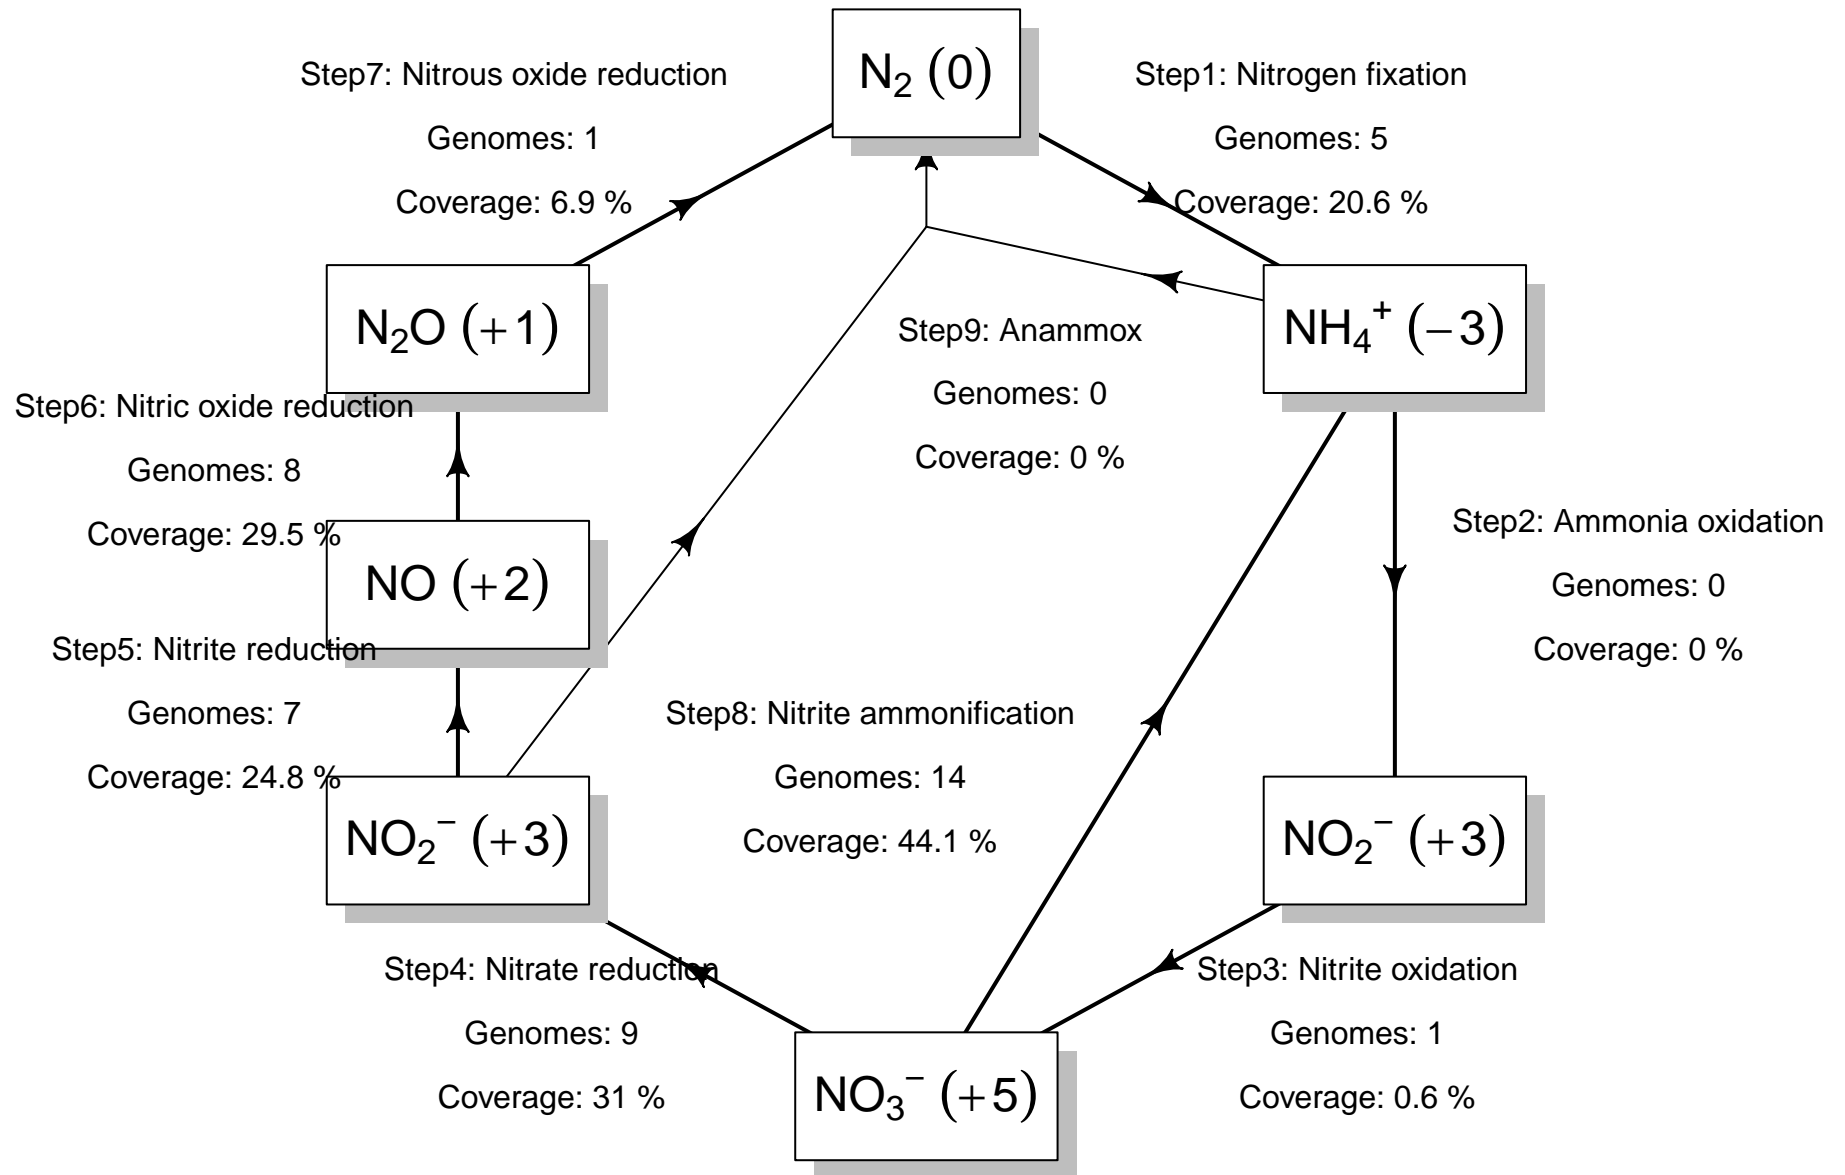 N₂ (0)
Step7: Nitrous oxide reduction
Genomes: 1
Coverage: 6.9 %
Step1: Nitrogen fixation
Genomes: 5
Coverage: 20.6 %
N₂O (+1)
Step9: Anammox
Genomes: 0
Coverage: 0 %
NH₄⁺ (−3)
Step6: Nitric oxide reduction
Genomes: 8
Coverage: 29.5 %
Step2: Ammonia oxidation
Genomes: 0
Coverage: 0 %
NO (+2)
Step5: Nitrite reduction
Genomes: 7
Coverage: 24.8 %
Step8: Nitrite ammonification
Genomes: 14
Coverage: 44.1 %
NO₂⁻ (+3)
NO₂⁻ (+3)
Step4: Nitrate reduction
Genomes: 9
Coverage: 31 %
Step3: Nitrite oxidation
Genomes: 1
Coverage: 0.6 %
NO₃⁻ (+5)